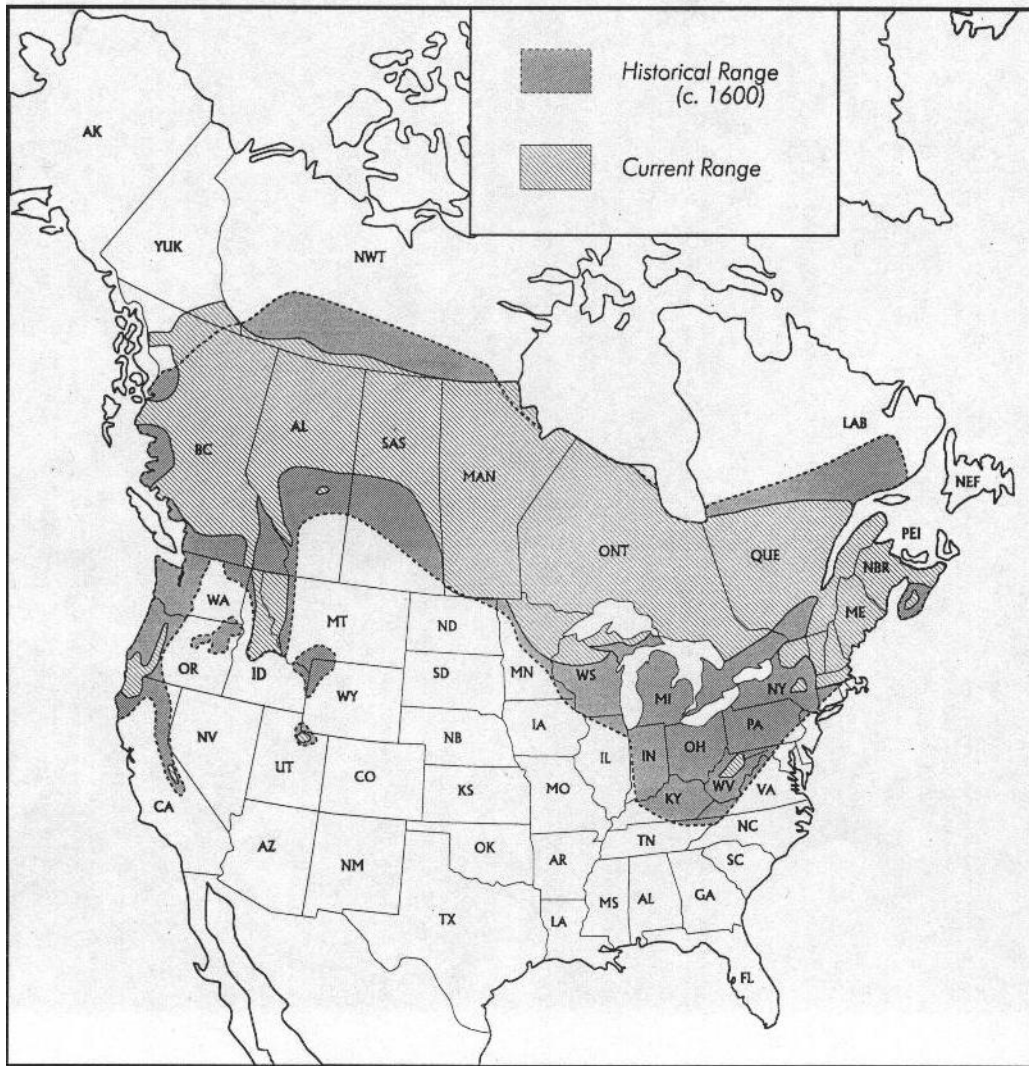 Historical Range
(c. 1600)
Current Range
AK
YUK
NWT
BC
AL
SAS
MAN
ONT
QUE
LAB
NEF
PEI
NBR
ME
WA
MT
ND
OR
ID
SD
MN
WS
MI
NY
WY
IA
PA
NV
NB
IL
IN
OH
UT
CO
WV
VA
CA
KS
MO
KY
NC
TN
AZ
NM
OK
AR
SC
MS
AL
GA
TX
LA
FL